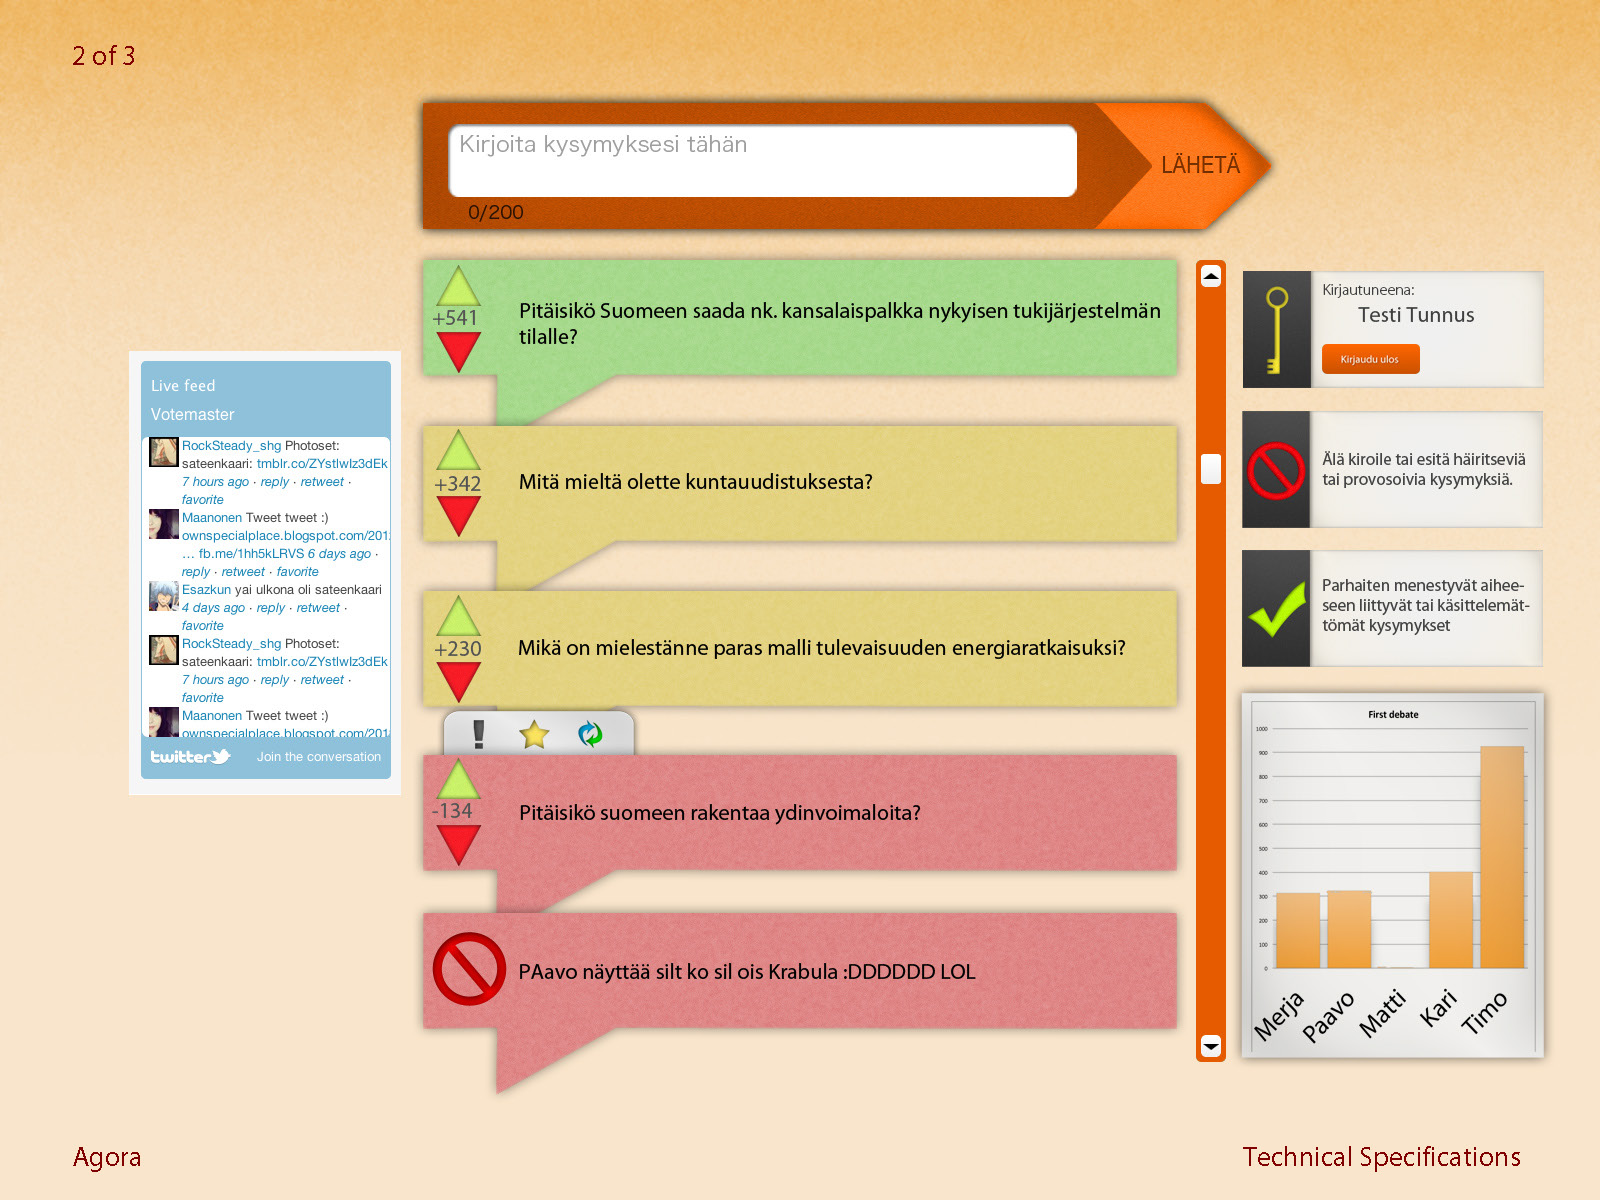 2 of 3
Kirjoita kysymyksesi tähän
LÄHETÄ
0/200
+541
Pitäisikö Suomeen saada nk. kansalaispalkka nykyisen tukijärjestelmän
tilalle?
+342
Mitä mieltä olette kuntauudistuksesta?
+230
Mikä on mielestänne paras malli tulevaisuuden energiaratkaisuksi?
-134
Pitäisikö suomeen rakentaa ydinvoimaloita?
PAavo näyttää silt ko sil ois Krabula :DDDDDD LOL
Live feed
Votemaster
RockSteady_shg Photoset:
sateenkaari: tmblr.co/ZYstlwIz3dEk
7 hours ago · reply · retweet ·
favorite
Maanonen Tweet tweet :)
ownspecialplace.blogspot.com/201
... fb.me/1hh5kLRVS 6 days ago ·
reply · retweet · favorite
Esazkun yai ulkona oli sateenkaari
4 days ago · reply · retweet ·
favorite
RockSteady_shg Photoset:
sateenkaari: tmblr.co/ZYstlwIz3dEk
7 hours ago · reply · retweet ·
favorite
Maanonen Tweet tweet :)
ownspecialplace.blogspot.com/201
twitter
Join the conversation
Kirjautuneena:
Testi Tunnus
Kirjaudu ulos
Älä kiroile tai esitä häiritseviä
tai provosoivia kysymyksiä.
Parhaiten menestyvät aihee-
seen liittyvät tai käsittelemät-
tömät kysymykset
First debate
1000
900
800
700
600
500
400
300
200
100
0
Merja
Paavo
Matti
Kari
Timo
Agora
Technical Specifications